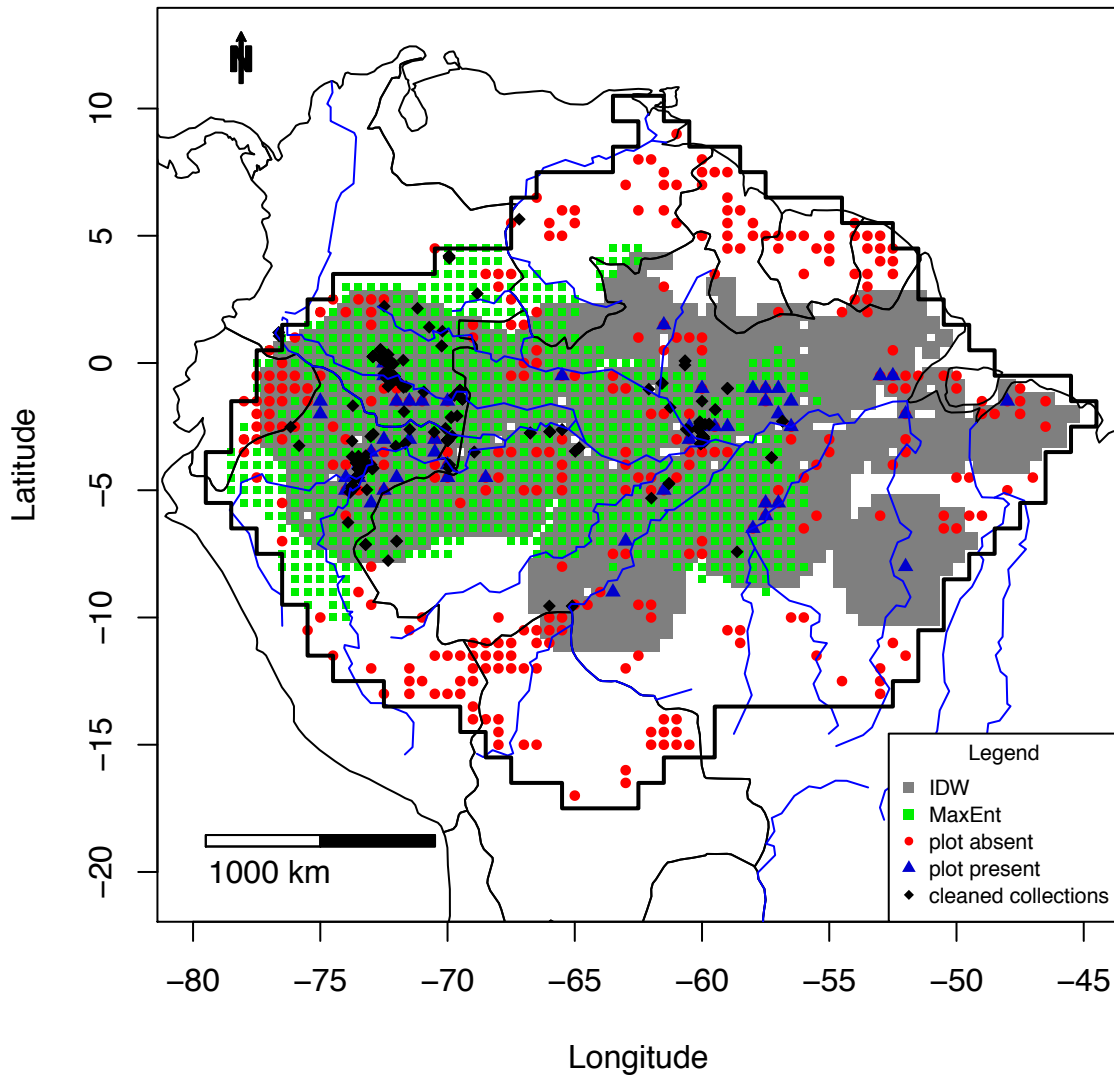 N
10
5
0
−5
−10
−15
−20
Latitude
1000 km
Legend
IDW
MaxEnt
plot absent
plot present
cleaned collections
−80 −75 −70 −65 −60 −55 −50 −45
Longitude